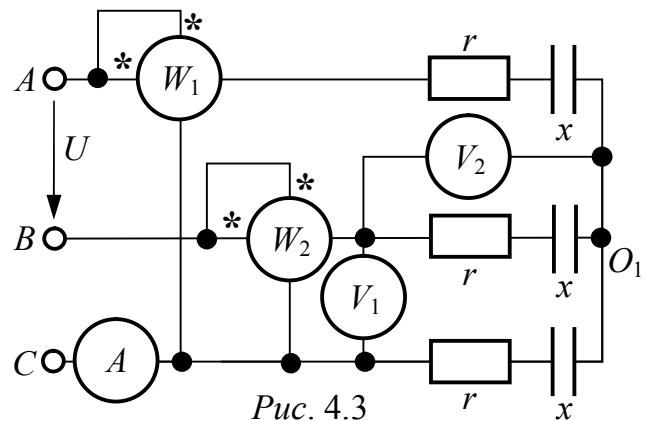 * r
A * W₁
x
U V₂
*
B * W₂
r x O₁
V₁
C A
r x
Рис. 4.3